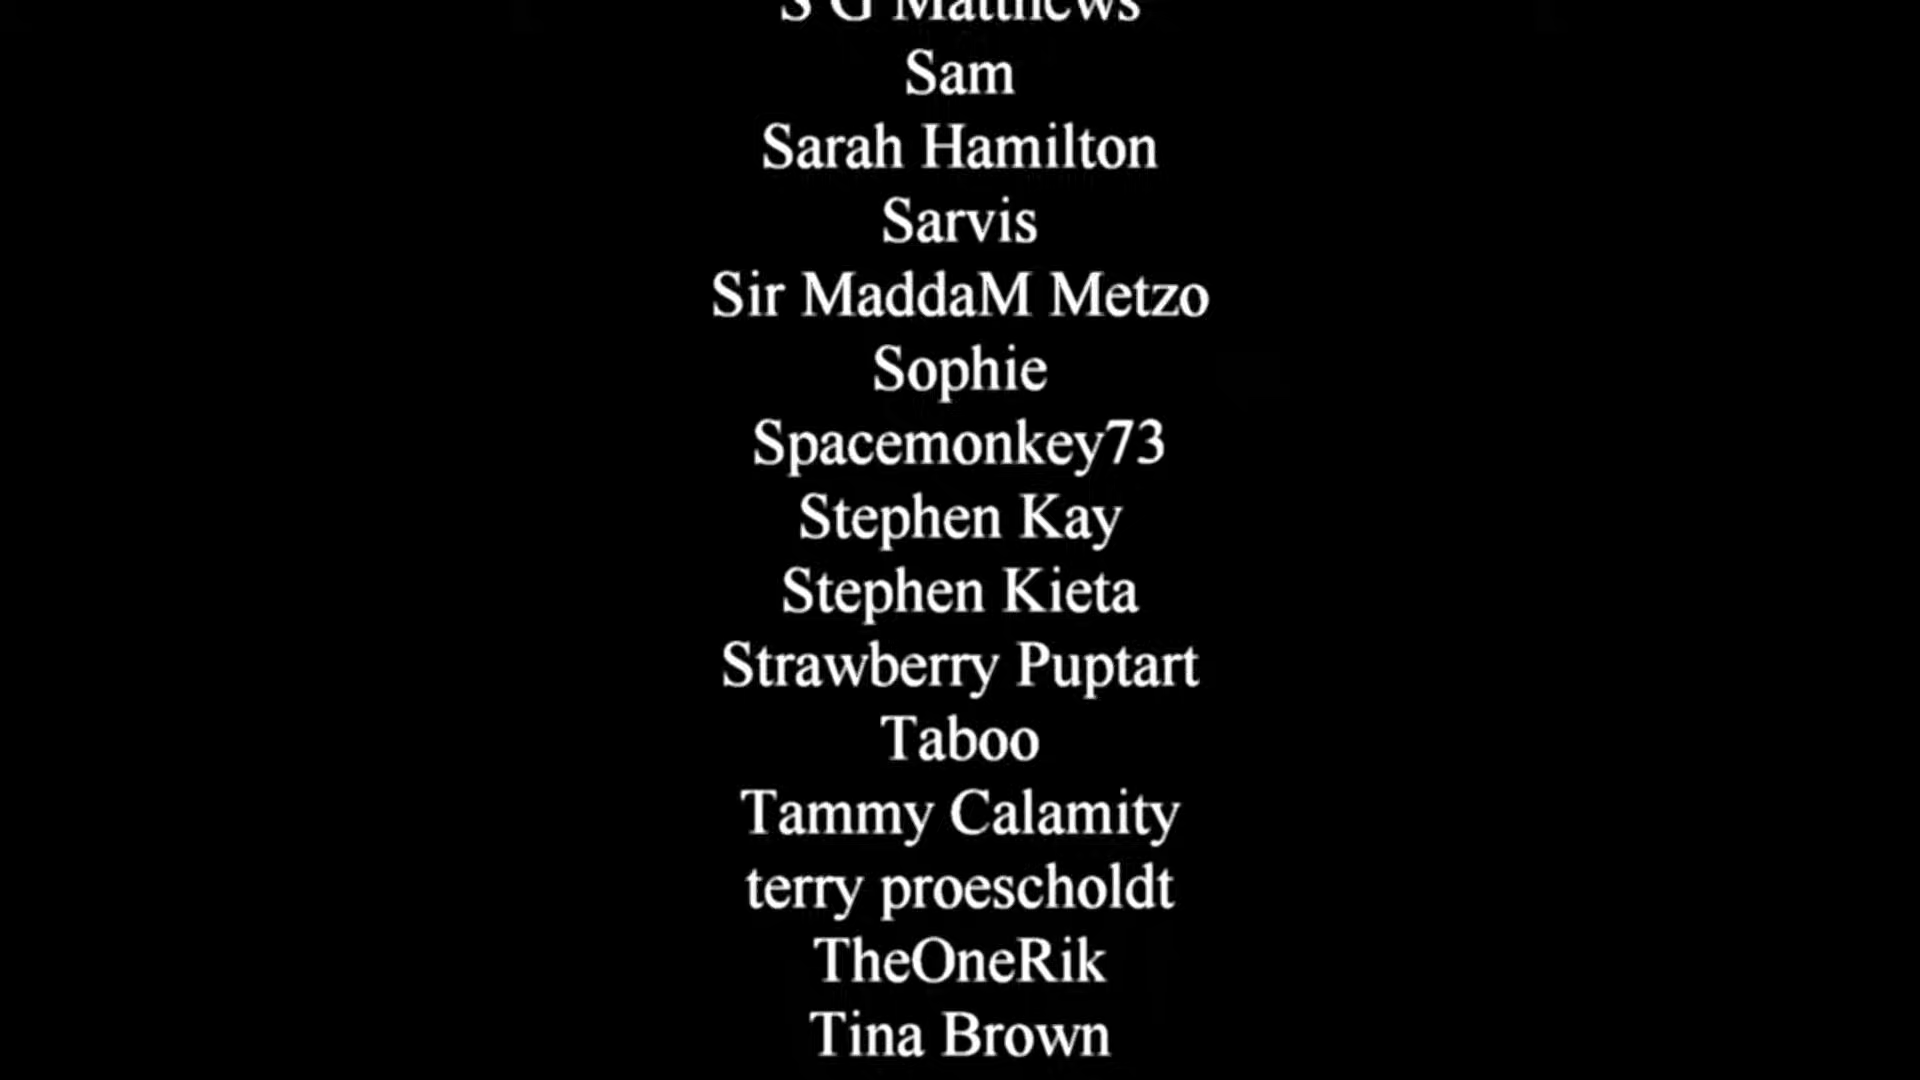 S G Matthews
Sam
Sarah Hamilton
Sarvis
Sir MaddaM Metzo
Sophie
Spacemonkey73
Stephen Kay
Stephen Kieta
Strawberry Puptart
Taboo
Tammy Calamity
terry proescholdt
TheOneRik
Tina Brown